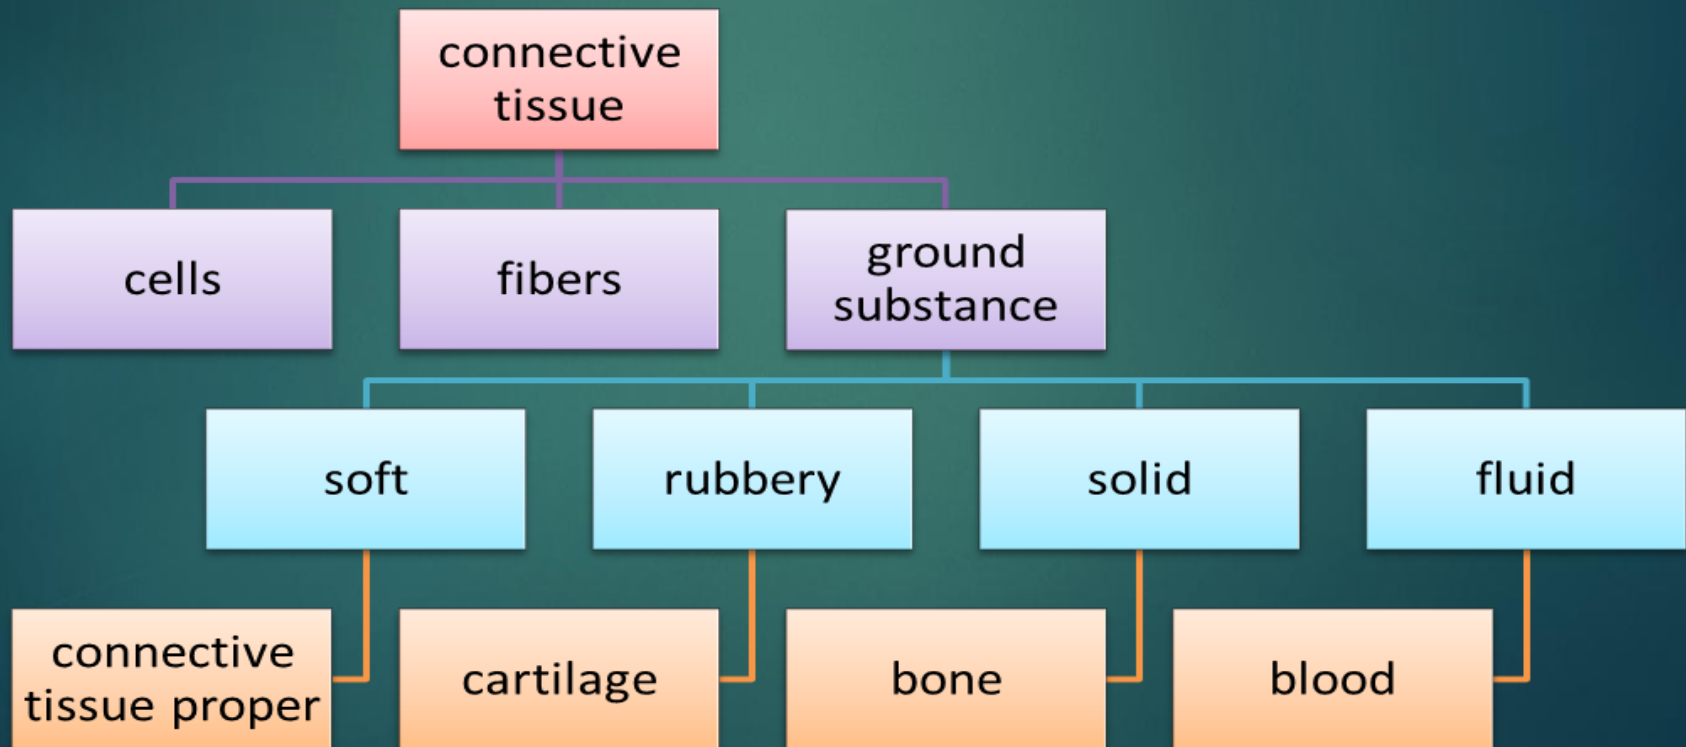 connective
tissue
cells
fibers
ground
substance
soft
rubbery
solid
fluid
connective
tissue proper
cartilage
bone
blood